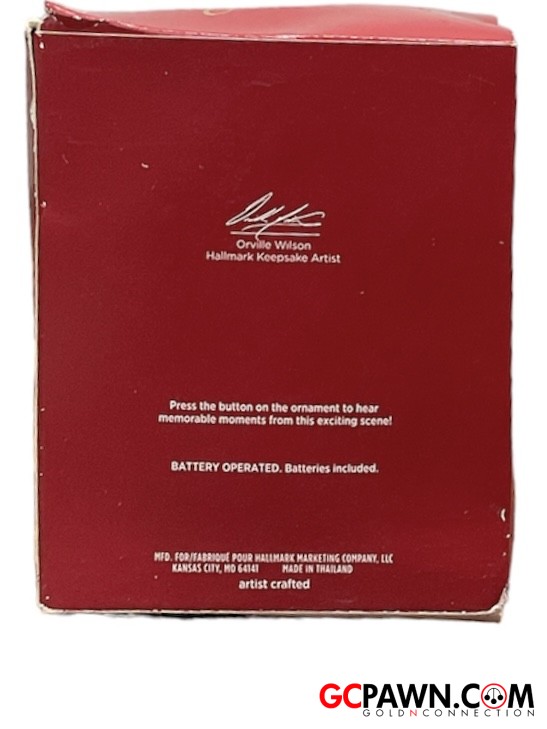 Orville Wilson
Hallmark Keepsake Artist
Press the button on the ornament to hear
memorable moments from this exciting scene!
BATTERY OPERATED. Batteries included.
MFD. FOR/FABRIQUÉ POUR HALLMARK MARKETING COMPANY, LLC
KANSAS CITY, MO 64141 MADE IN THAILAND
artist crafted
GCPAWN.COM
GOLDNCONNECTION